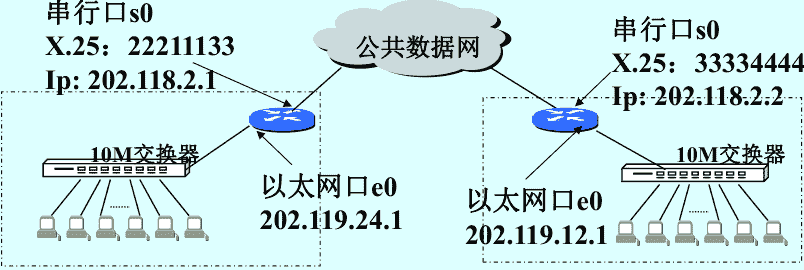 串行口s0
X.25：22211133
Ip: 202.118.2.1
公共数据网
串行口s0
X.25：33334444
Ip: 202.118.2.2
10M交换器
以太网口e0
202.119.24.1
......
10M交换器
以太网口e0
202.119.12.1
......